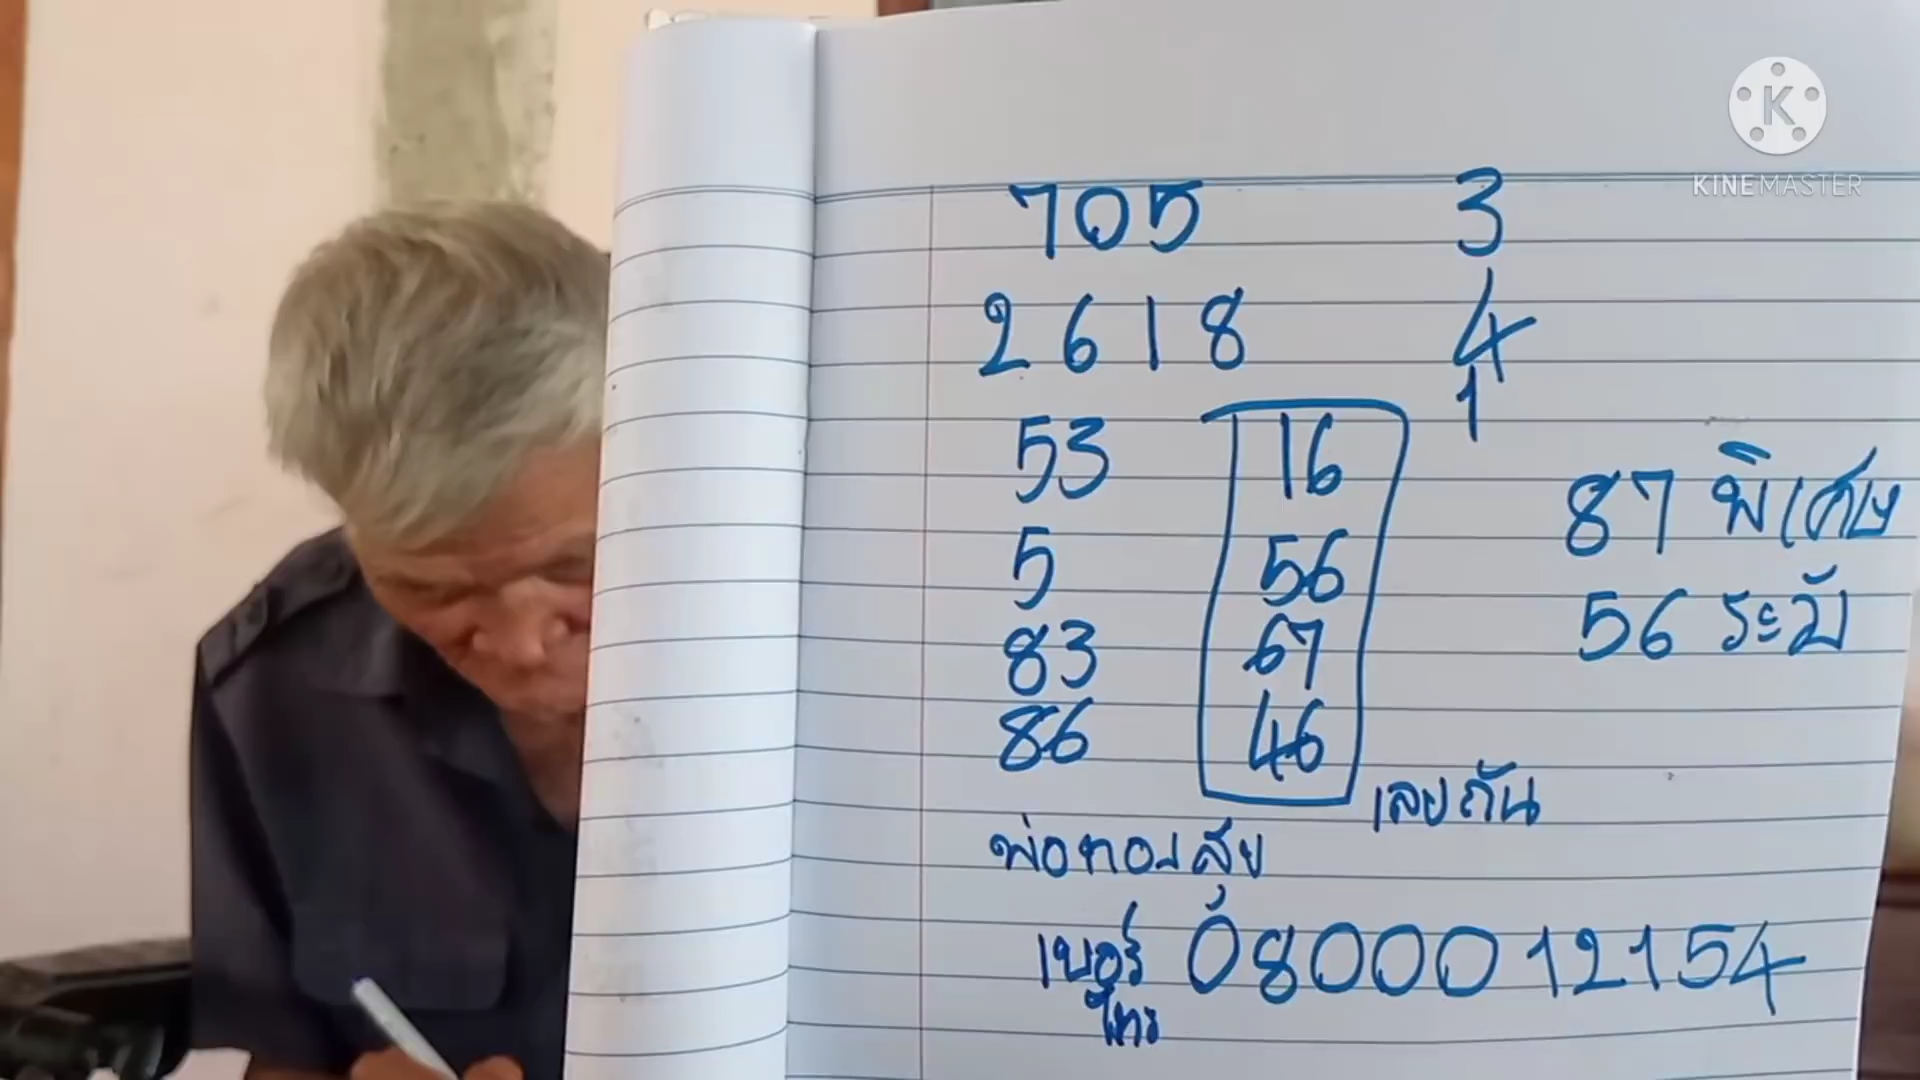 K
KINEMASTER
705 3
2618 4
1
53 16
87 พิเศษ
5 56
56 ระวัง
83 67
86 46
เลขดัน
พ่อทองสุข
เบอร์ 0800012154
โทร